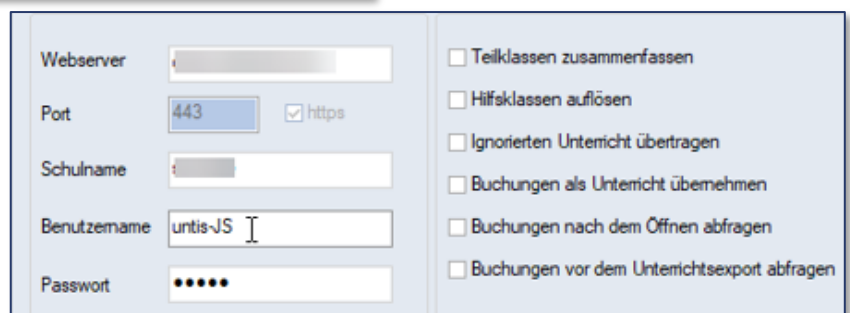 Webserver
Port 443 https
Schulname
Benutzername untis-JS
Passwort •••••
Teilklassen zusammenfassen
Hilfsklassen auflösen
Ignorierten Unterricht übertragen
Buchungen als Unterricht übernehmen
Buchungen nach dem Öffnen abfragen
Buchungen vor dem Unterrichtsexport abfragen